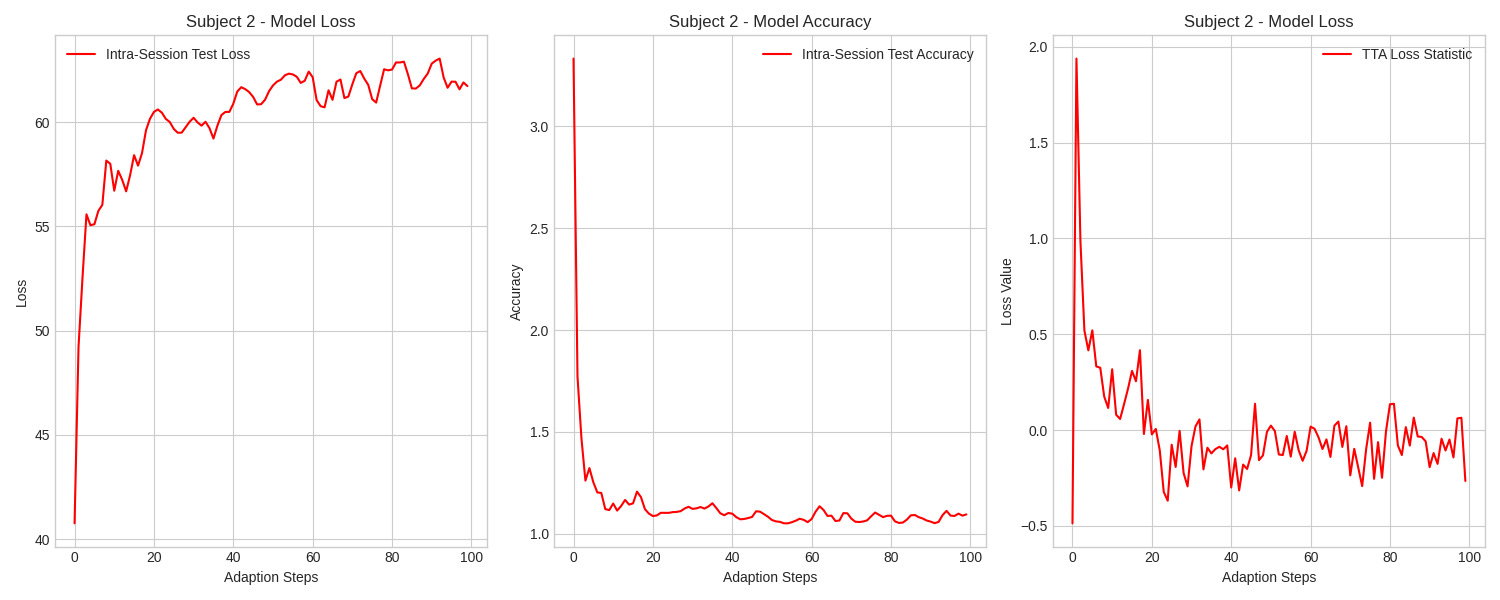 Subject 2 - Model Loss
Intra-Session Test Loss
Loss
60
55
50
45
40
0 20 40 60 80 100
Adaption Steps
Subject 2 - Model Accuracy
Intra-Session Test Accuracy
Accuracy
3.0
2.5
2.0
1.5
1.0
0 20 40 60 80 100
Adaption Steps
Subject 2 - Model Loss
TTA Loss Statistic
Loss Value
2.0
1.5
1.0
0.5
0.0
−0.5
0 20 40 60 80 100
Adaption Steps